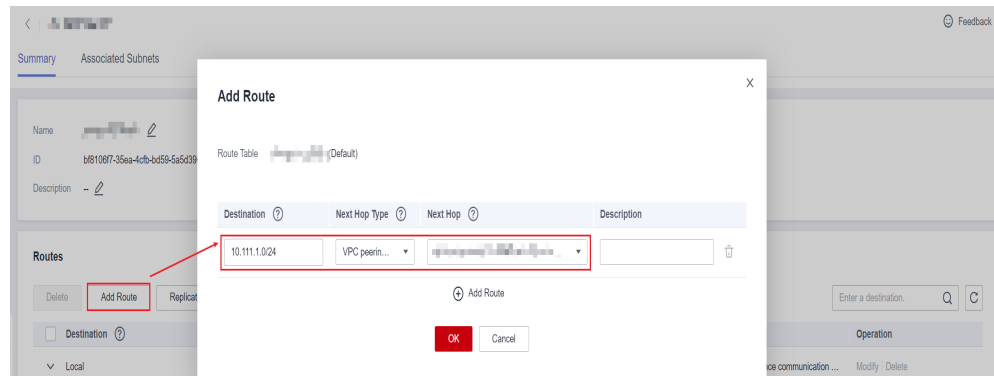 Feedback
Summary Associated Subnets
Add Route
X
Name
Route Table (Default)
ID bf8106f7-35ea-4cfb-bd59-5a5d39
Description --
Destination ? Next Hop Type ? Next Hop ? Description
Routes
10.111.1.0/24 VPC peerin...
Delete Add Route Replicat
Add Route
Enter a destination.
Destination ?
OK Cancel
Operation
Local
ce communication ... Modify Delete